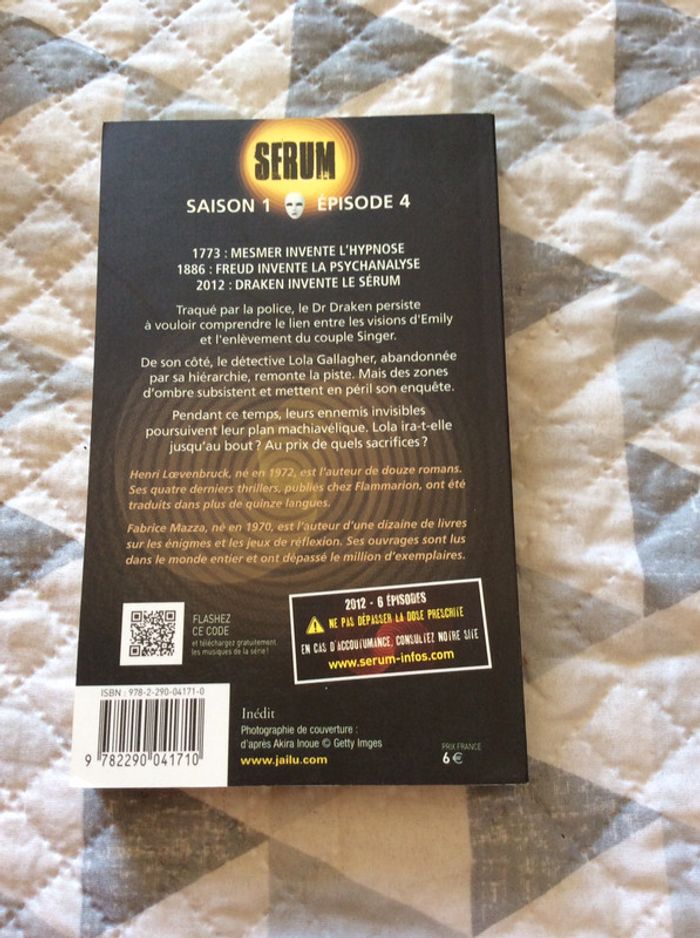 SERUM
SAISON 1 ÉPISODE 4
1773 : MESMER INVENTE L'HYPNOSE
1886 : FREUD INVENTE LA PSYCHANALYSE
2012 : DRAKEN INVENTE LE SÉRUM
Traqué par la police, le Dr Draken persiste
à vouloir comprendre le lien entre les visions d'Emily
et l'enlèvement du couple Singer.
De son côté, le détective Lola Gallagher, abandonnée
par sa hiérarchie, remonte la piste. Mais des zones
d'ombre subsistent et mettent en péril son enquête.
Pendant ce temps, leurs ennemis invisibles
poursuivent leur plan machiavélique. Lola ira-t-elle
jusqu'au bout ? Au prix de quels sacrifices ?
Henri Lœvenbruck, né en 1972, est l'auteur de douze romans.
Ses quatre derniers thrillers, publiés chez Flammarion, ont été
traduits dans plus de quinze langues.
Fabrice Mazza, né en 1970, est l'auteur d'une dizaine de livres
sur les énigmes et les jeux de réflexion. Ses ouvrages sont lus
dans le monde entier et ont dépassé le million d'exemplaires.
FLASHEZ
CE CODE
et téléchargez gratuitement
les musiques de la série !
2012 - 6 ÉPISODES
NE PAS DÉPASSER LA DOSE PRESCRITE
EN CAS D'ACCOUTUMANCE, CONSULTEZ NOTRE SITE
www.serum-infos.com
ISBN : 978-2-290-04171-0
9 782290 041710
Inédit
Photographie de couverture :
d'après Akira Inoue © Getty Imges
www.jailu.com
PRIX FRANCE
6 €